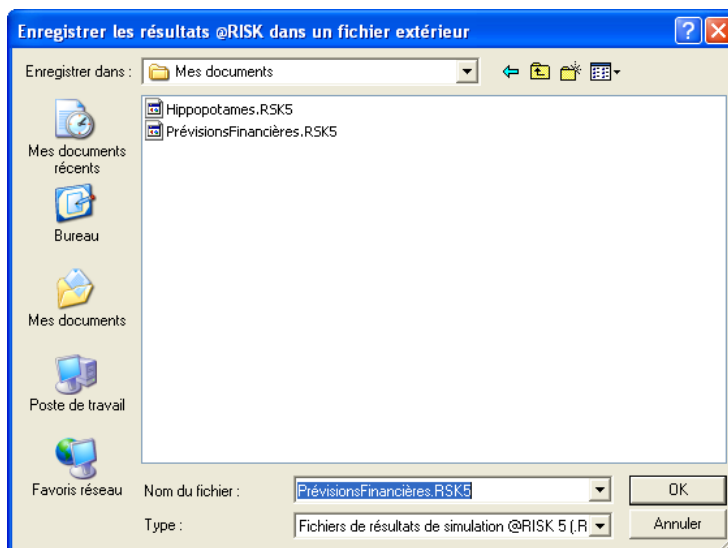 Enregistrer les résultats @RISK dans un fichier extérieur
Enregistrer dans :
Mes documents
Hippopotames.RSK5
PrévisionsFinancières.RSK5
Mes documents
récents
Bureau
Mes documents
Poste de travail
Favoris réseau
Nom du fichier :
PrévisionsFinancières.RSK5
OK
Type :
Fichiers de résultats de simulation @RISK 5 (.R
Annuler